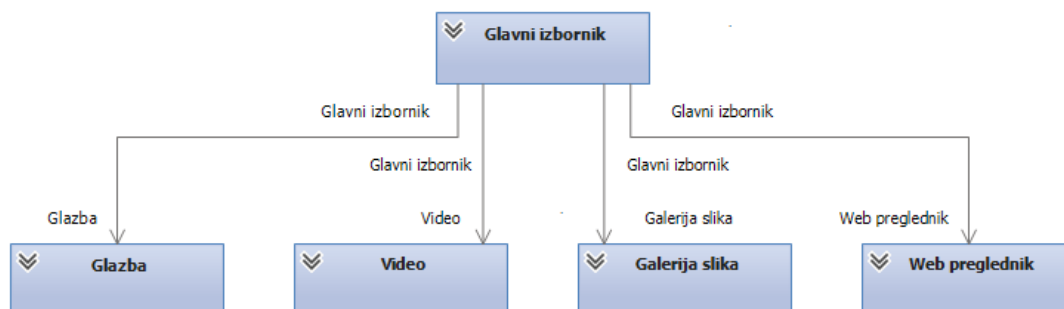 Glavni izbornik
Glavni izbornik
Glavni izbornik
Glavni izbornik
Glavni izbornik
Glazba
Video
Galerija slika
Web preglednik
Glazba
Video
Galerija slika
Web preglednik